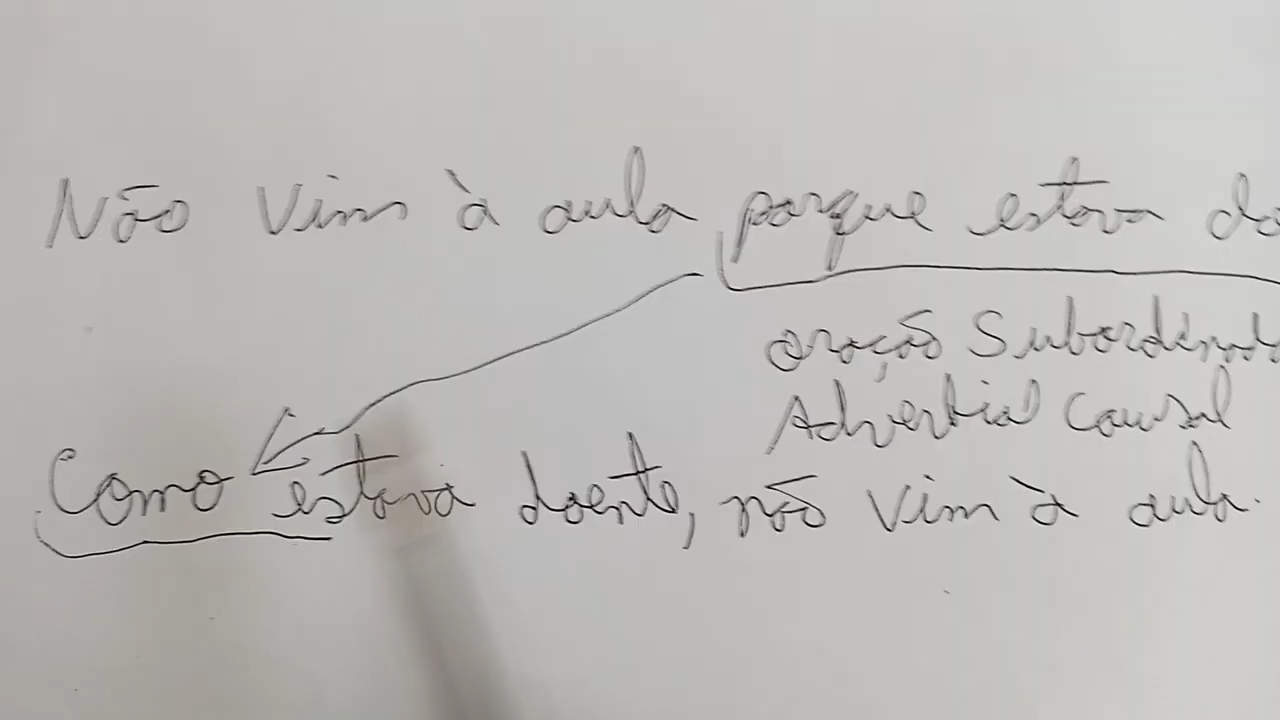 Não vim à aula porque estava do
oração Subordinada
Adverbial Causal
Como estava doente, não vim à aula.